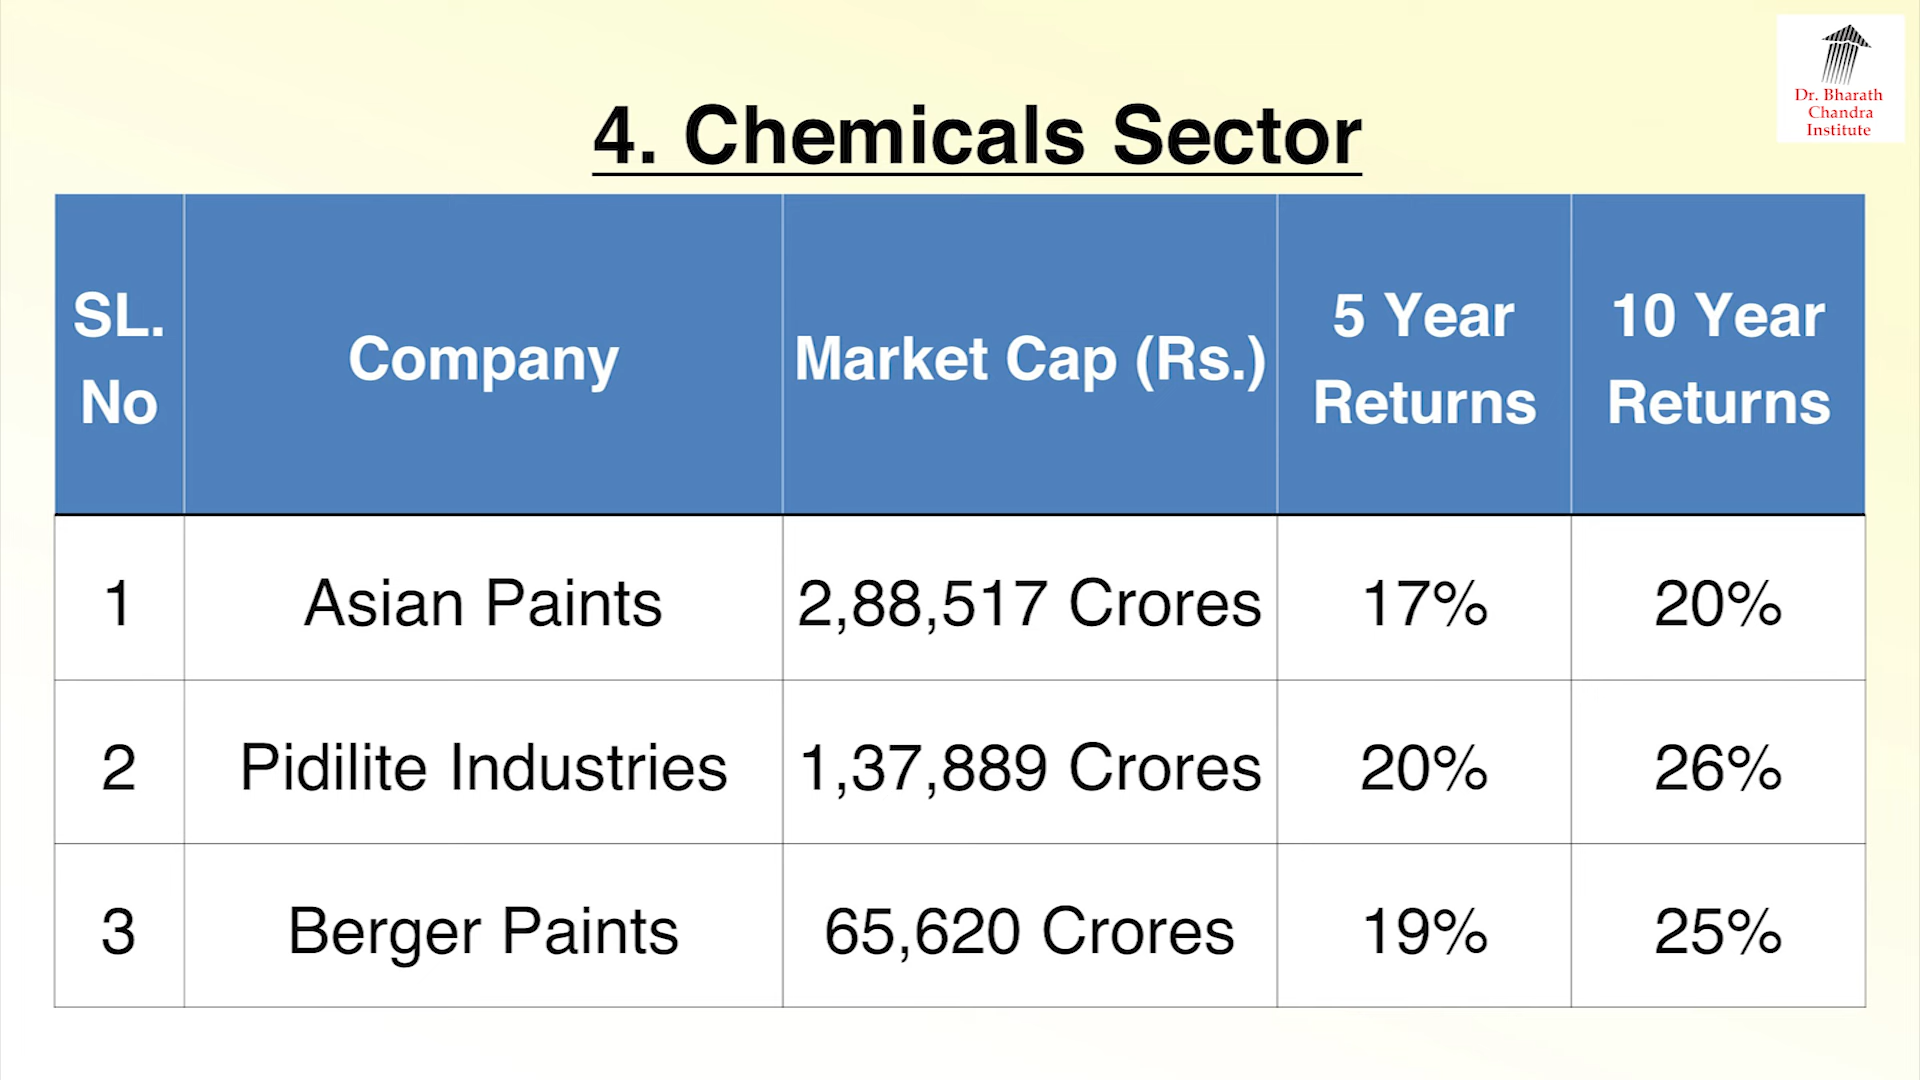 Dr. Bharath
Chandra
Institute
4. Chemicals Sector
SL. No Company Market Cap (Rs.) 5 Year Returns 10 Year Returns
1 Asian Paints 2,88,517 Crores 17% 20%
2 Pidilite Industries 1,37,889 Crores 20% 26%
3 Berger Paints 65,620 Crores 19% 25%